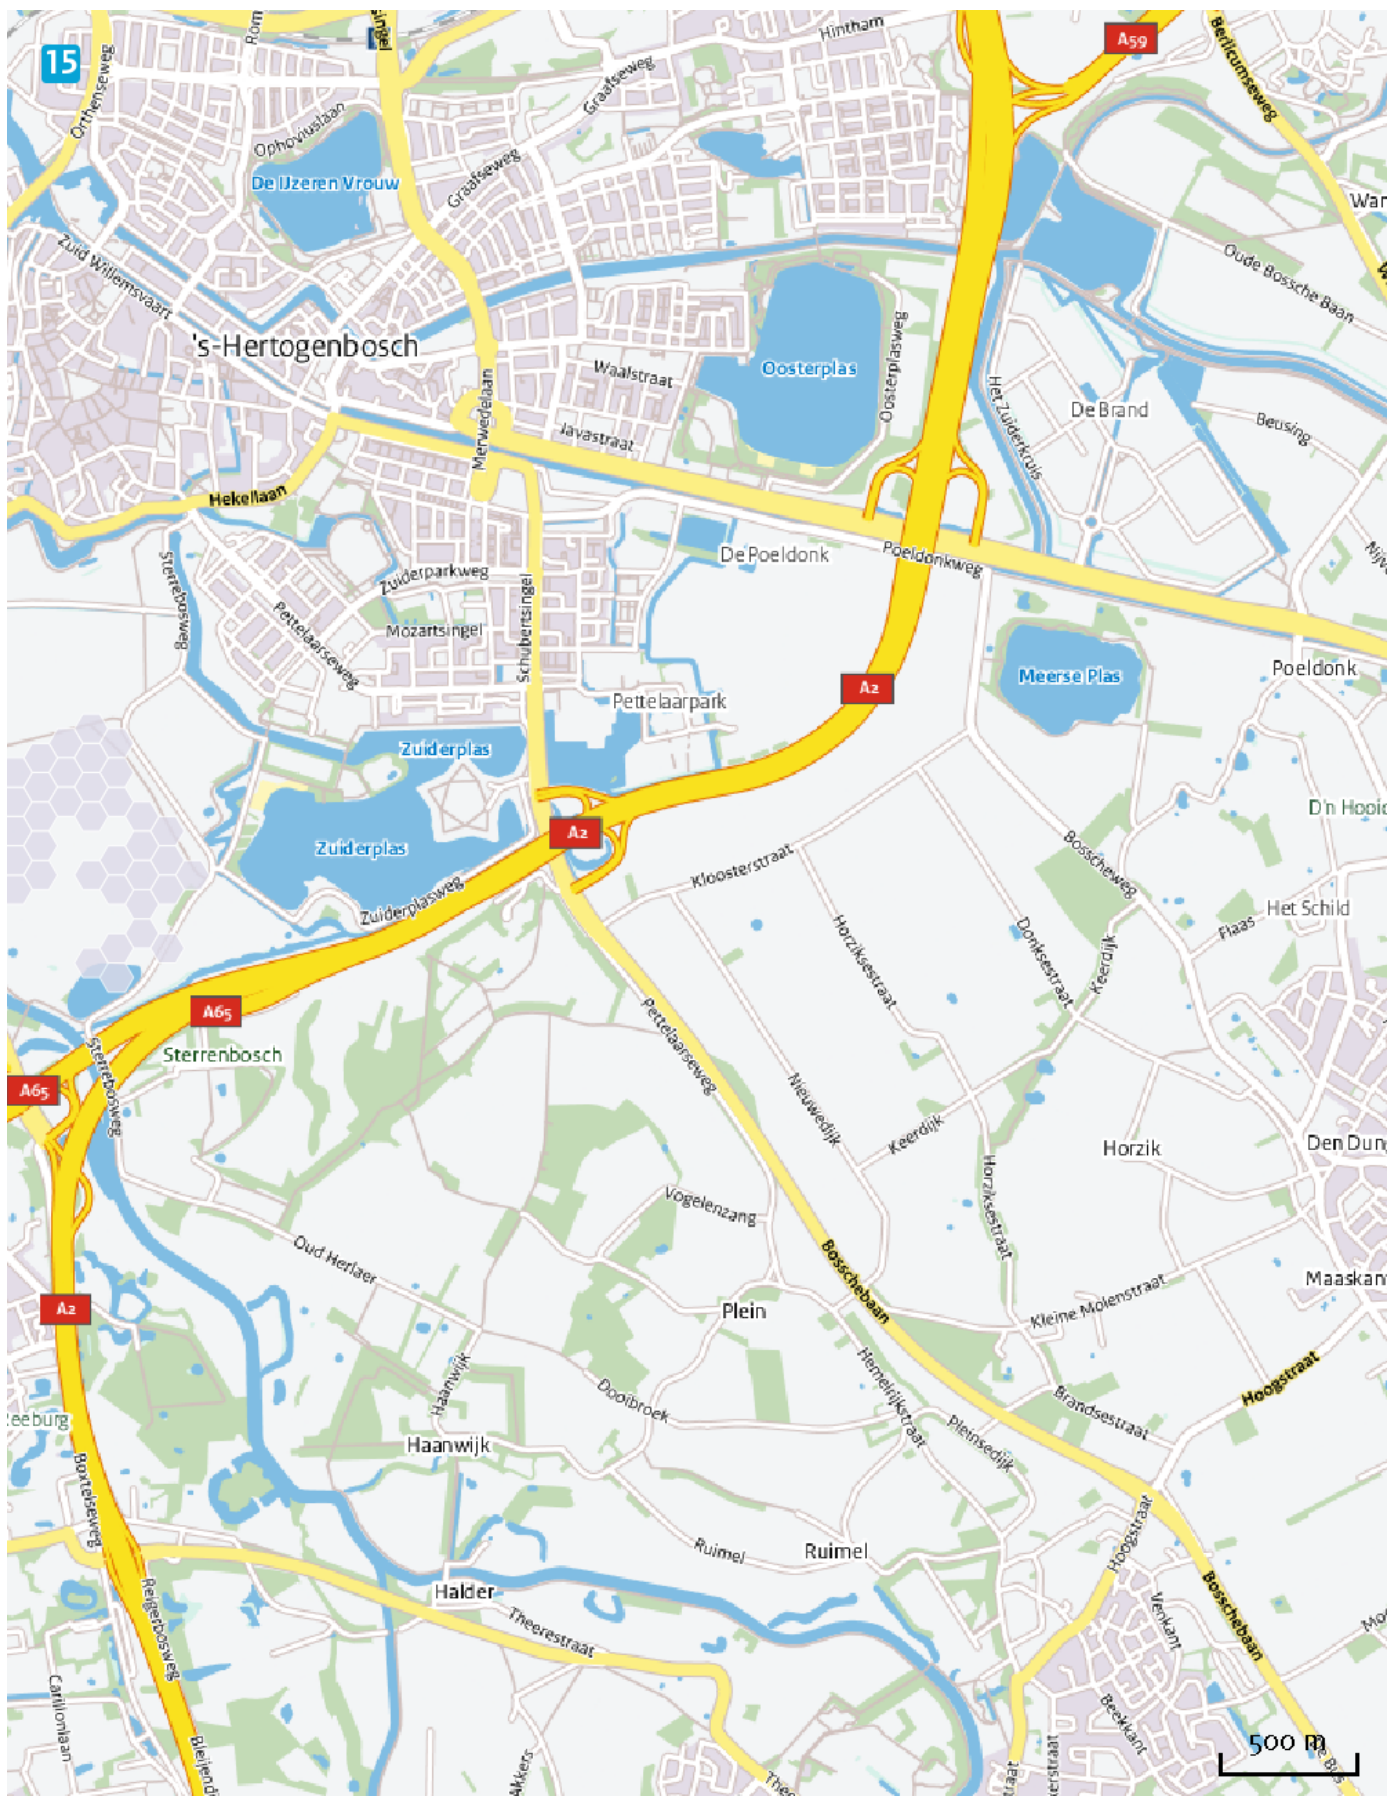 15
Orthenseweg
Hintham
A59
Berlicumseweg
Graafseweg
Ophoviuslaan
De IJzeren Vrouw
Graafseweg
Zuid Willemsvaart
Oude Bossche Baan
's-Hertogenbosch
Oosterplasweg
Waalstraat
Oosterplas
Het Zuiderkruis
De Brand
Merwedelaan
Javastraat
Beusing
Hekellaan
De Poeldonk
Poeldonkweg
Sterrebosweg
Zuiderparkweg
Pettelaarseweg
Mozartsingel
Schubertsingel
Poeldonk
Meerse Plas
A2
Pettelaarpark
Zuiderplas
A2
Zuiderplas
Bosscheweg
Kloosterstraat
Zuiderplasweg
Het Schild
Flaas
Horziksestraat
Donksestraat
Keerdijk
A65
Pettelaarseweg
Sterrenbosch
A65
Sterrebosweg
Nieuwedijk
Keerdijk
Horzik
Horziksestraat
Vogelenzang
Oud Herlaer
Bosschebaan
A2
Plein
Kleine Molenstraat
Hemelrijkstraat
Hoogstraat
Haanwijk
Dooibroek
Brandsestraat
Pleinsedijk
Haanwijk
Boxtelseweg
Hoogstraat
Ruimel
Ruimel
Halder
Reigerbosweg
Bosschebaan
Venkant
Theerestraat
Carillonlaan
Beekkant
500 m